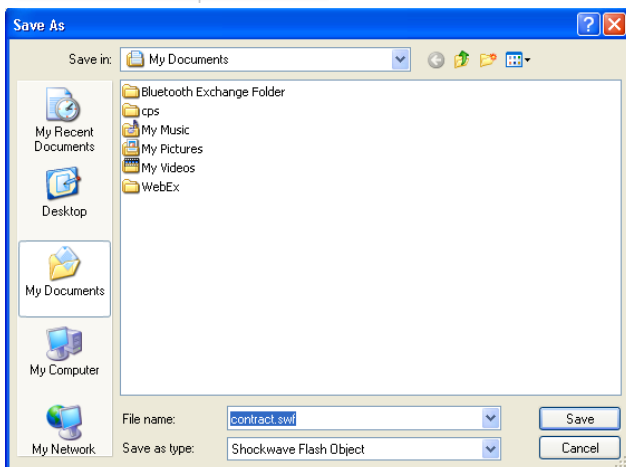 Save As
Save in:
My Documents
Bluetooth Exchange Folder
cps
My Music
My Pictures
My Videos
WebEx
My Recent
Documents
Desktop
My Documents
My Computer
My Network
File name:
contract.swf
Save
Save as type:
Shockwave Flash Object
Cancel